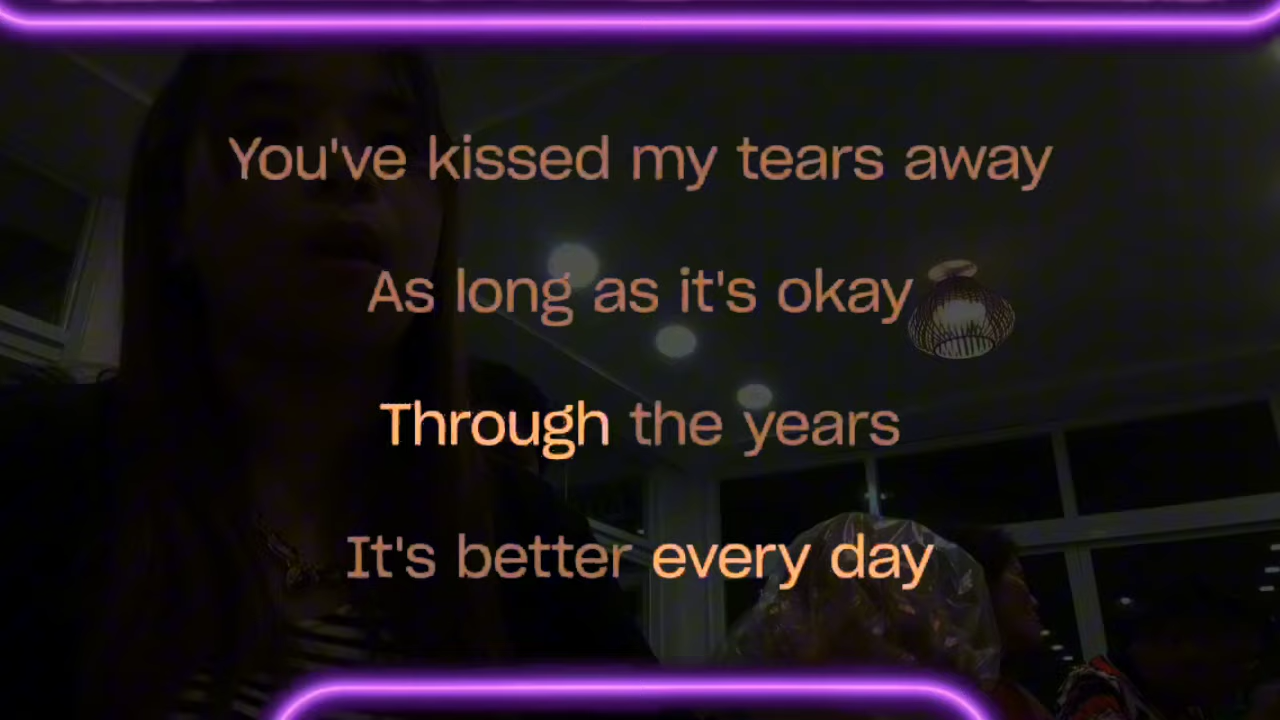 You've kissed my tears away
As long as it's okay
Through the years
It's better every day